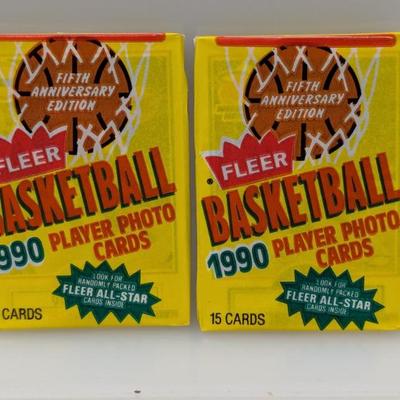 FIFTH
ANNIVERSARY
EDITION
FLEER
BASKETBALL
1990 PLAYER PHOTO
CARDS
LOOK FOR
RANDOMLY PACKED
FLEER ALL-STAR
CARDS INSIDE
CARDS
FIFTH
ANNIVERSARY
EDITION
FLEER
BASKETBALL
1990 PLAYER PHOTO
CARDS
LOOK FOR
RANDOMLY PACKED
FLEER ALL-STAR
CARDS INSIDE
15 CARDS